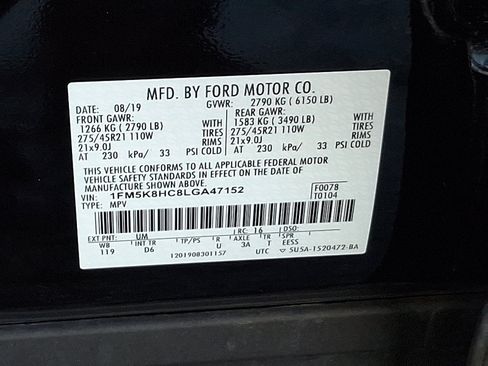 MFD. BY FORD MOTOR CO.
DATE: 08/19 GVWR: 2790 KG ( 6150 LB)
FRONT GAWR: REAR GAWR:
1266 KG ( 2790 LB) 1583 KG ( 3490 LB)
275/45R21 110W TIRES 275/45R21 110W TIRES
21x9.0J RIMS 21x9.0J RIMS
AT 230 kPa/ 33 PSI COLD AT 230 kPa/ 33 PSI COLD
THIS VEHICLE CONFORMS TO ALL APPLICABLE FEDERAL MOTOR
VEHICLE SAFETY STANDARDS IN EFFECT ON THE DATE OF
MANUFACTURE SHOWN ABOVE.
VIN: 1FM5K8HC8LGA47152 F0078
TYPE: MPV T0104
EXT PNT: UM RC: 16 DSO:
WB INT TR TP/PS R AXLE TR SPR
119 D6 U 3A T EESS
1201908301157 UTC 5U5A-1520472-BA